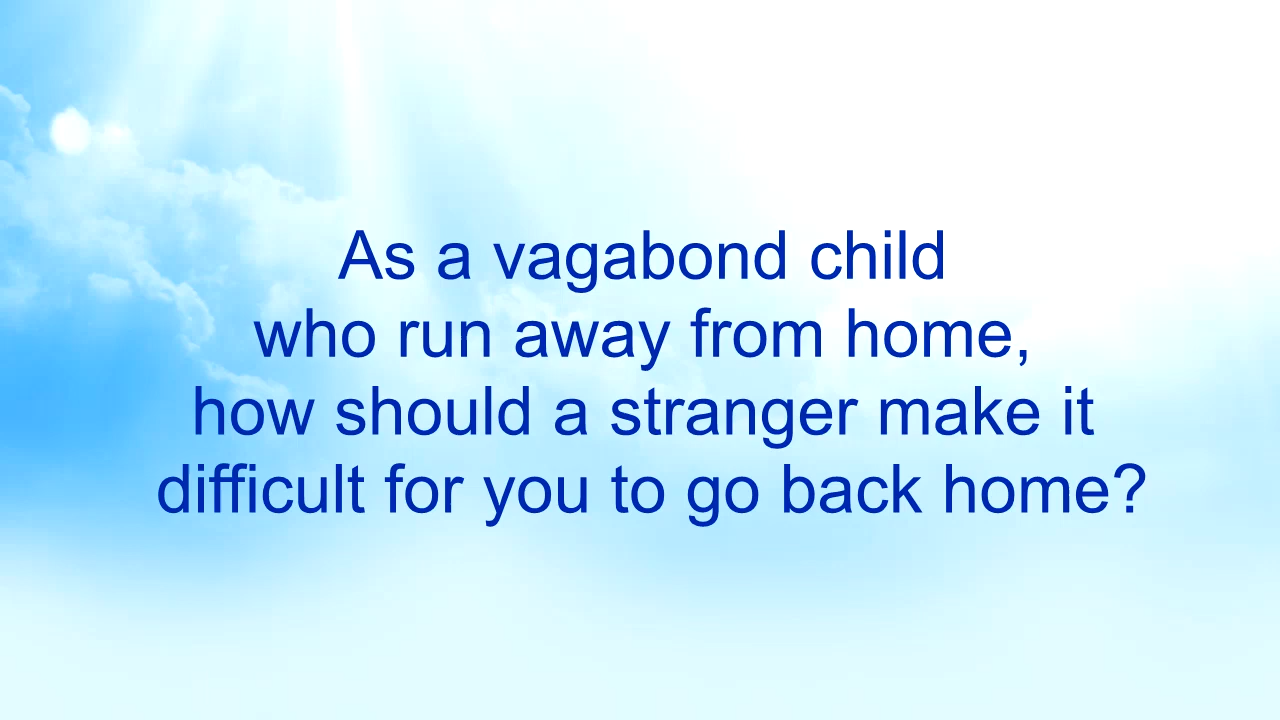 As a vagabond child
who run away from home,
how should a stranger make it
difficult for you to go back home?